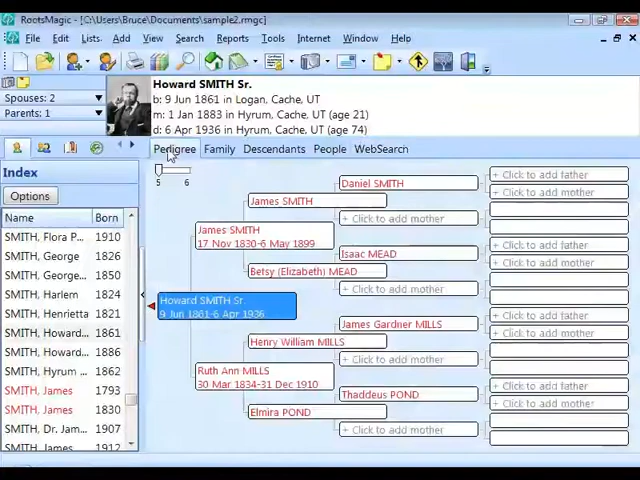 RootsMagic - [C:\Users\Bruce\Documents\sample2.rmgc]
File Edit Lists Add View Search Reports Tools Internet Window Help
Howard SMITH Sr.
b: 9 Jun 1861 in Logan, Cache, UT
m: 1 Jan 1883 in Hyrum, Cache, UT (age 21)
d: 6 Apr 1936 in Hyrum, Cache, UT (age 74)
Spouses: 2
Parents: 1
Pedigree Family Descendants People WebSearch
Index
Options
Name Born
SMITH, Flora P... 1910
SMITH, George 1826
SMITH, George... 1850
SMITH, Harlem 1824
SMITH, Henrietta 1821
SMITH, Howard... 1861
SMITH, Howard... 1886
SMITH, Hyrum ... 1862
SMITH, James 1793
SMITH, James 1830
SMITH, Dr. Jam... 1907
SMITH, James 1912
5 6
Howard SMITH Sr.
9 Jun 1861-6 Apr 1936
James SMITH
17 Nov 1830-6 May 1899
Ruth Ann MILLS
30 Mar 1834-31 Dec 1910
James SMITH
Betsy (Elizabeth) MEAD
Henry William MILLS
Elmira POND
Daniel SMITH
+ Click to add mother
Isaac MEAD
+ Click to add mother
James Gardner MILLS
+ Click to add mother
Thaddeus POND
+ Click to add mother
+ Click to add father
+ Click to add mother
+ Click to add father
+ Click to add mother
+ Click to add father
+ Click to add mother
+ Click to add father
+ Click to add mother